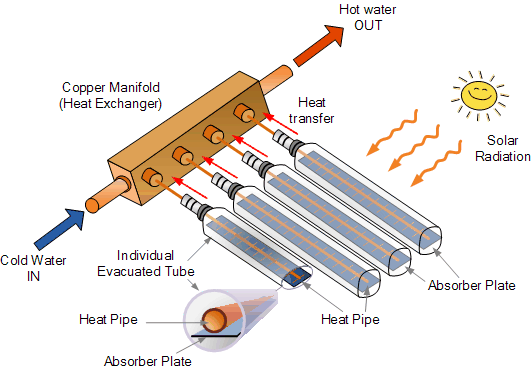 Hot water
OUT
Copper Manifold
(Heat Exchanger)
Heat
transfer
Solar
Radiation
Cold Water
IN
Individual
Evacuated Tube
Absorber Plate
Heat Pipe
Heat Pipe
Absorber Plate